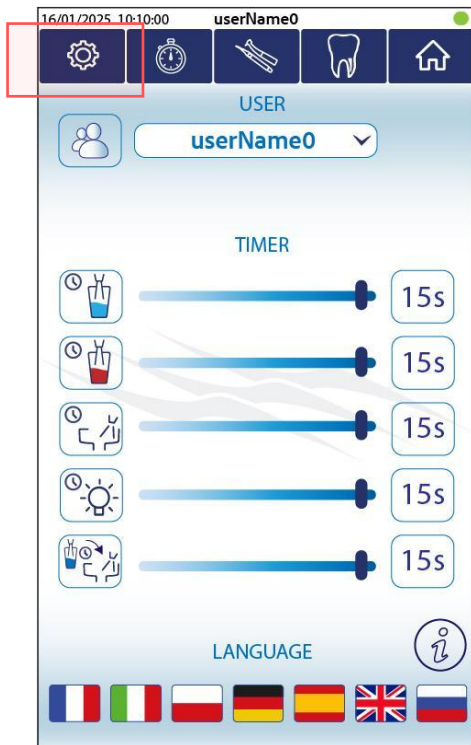 16/01/2025 10:10:00 userName0
USER
userName0
TIMER
15s
15s
15s
15s
15s
LANGUAGE
i